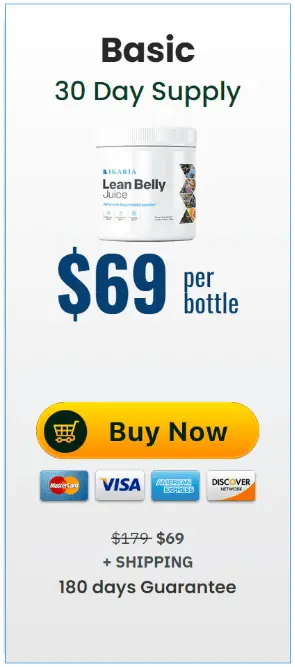 Basic
30 Day Supply
IKARIA
Lean Belly
Juice
$69 per
bottle
Buy Now
MasterCard VISA AMERICAN EXPRESS DISCOVER NETWORK
$179 $69
+ SHIPPING
180 days Guarantee